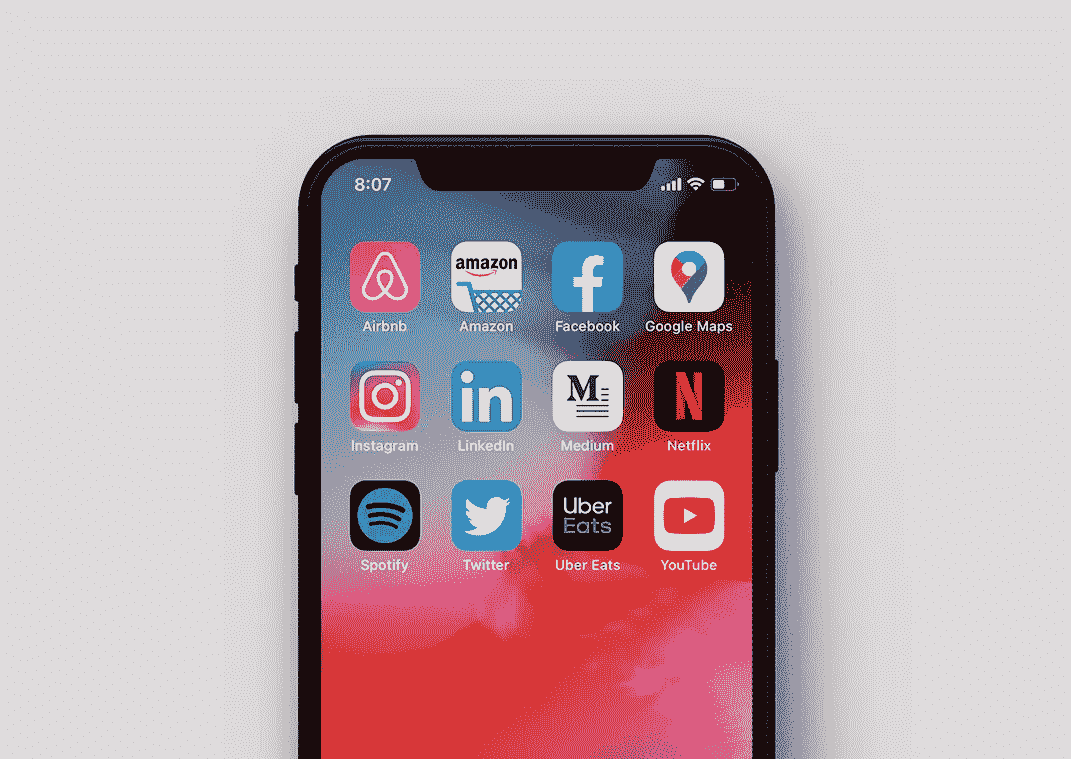 8:07
amazon
Airbnb Amazon Facebook Google Maps
in M N
Instagram LinkedIn Medium Netflix
Uber
Eats
Spotify Twitter Uber Eats YouTube